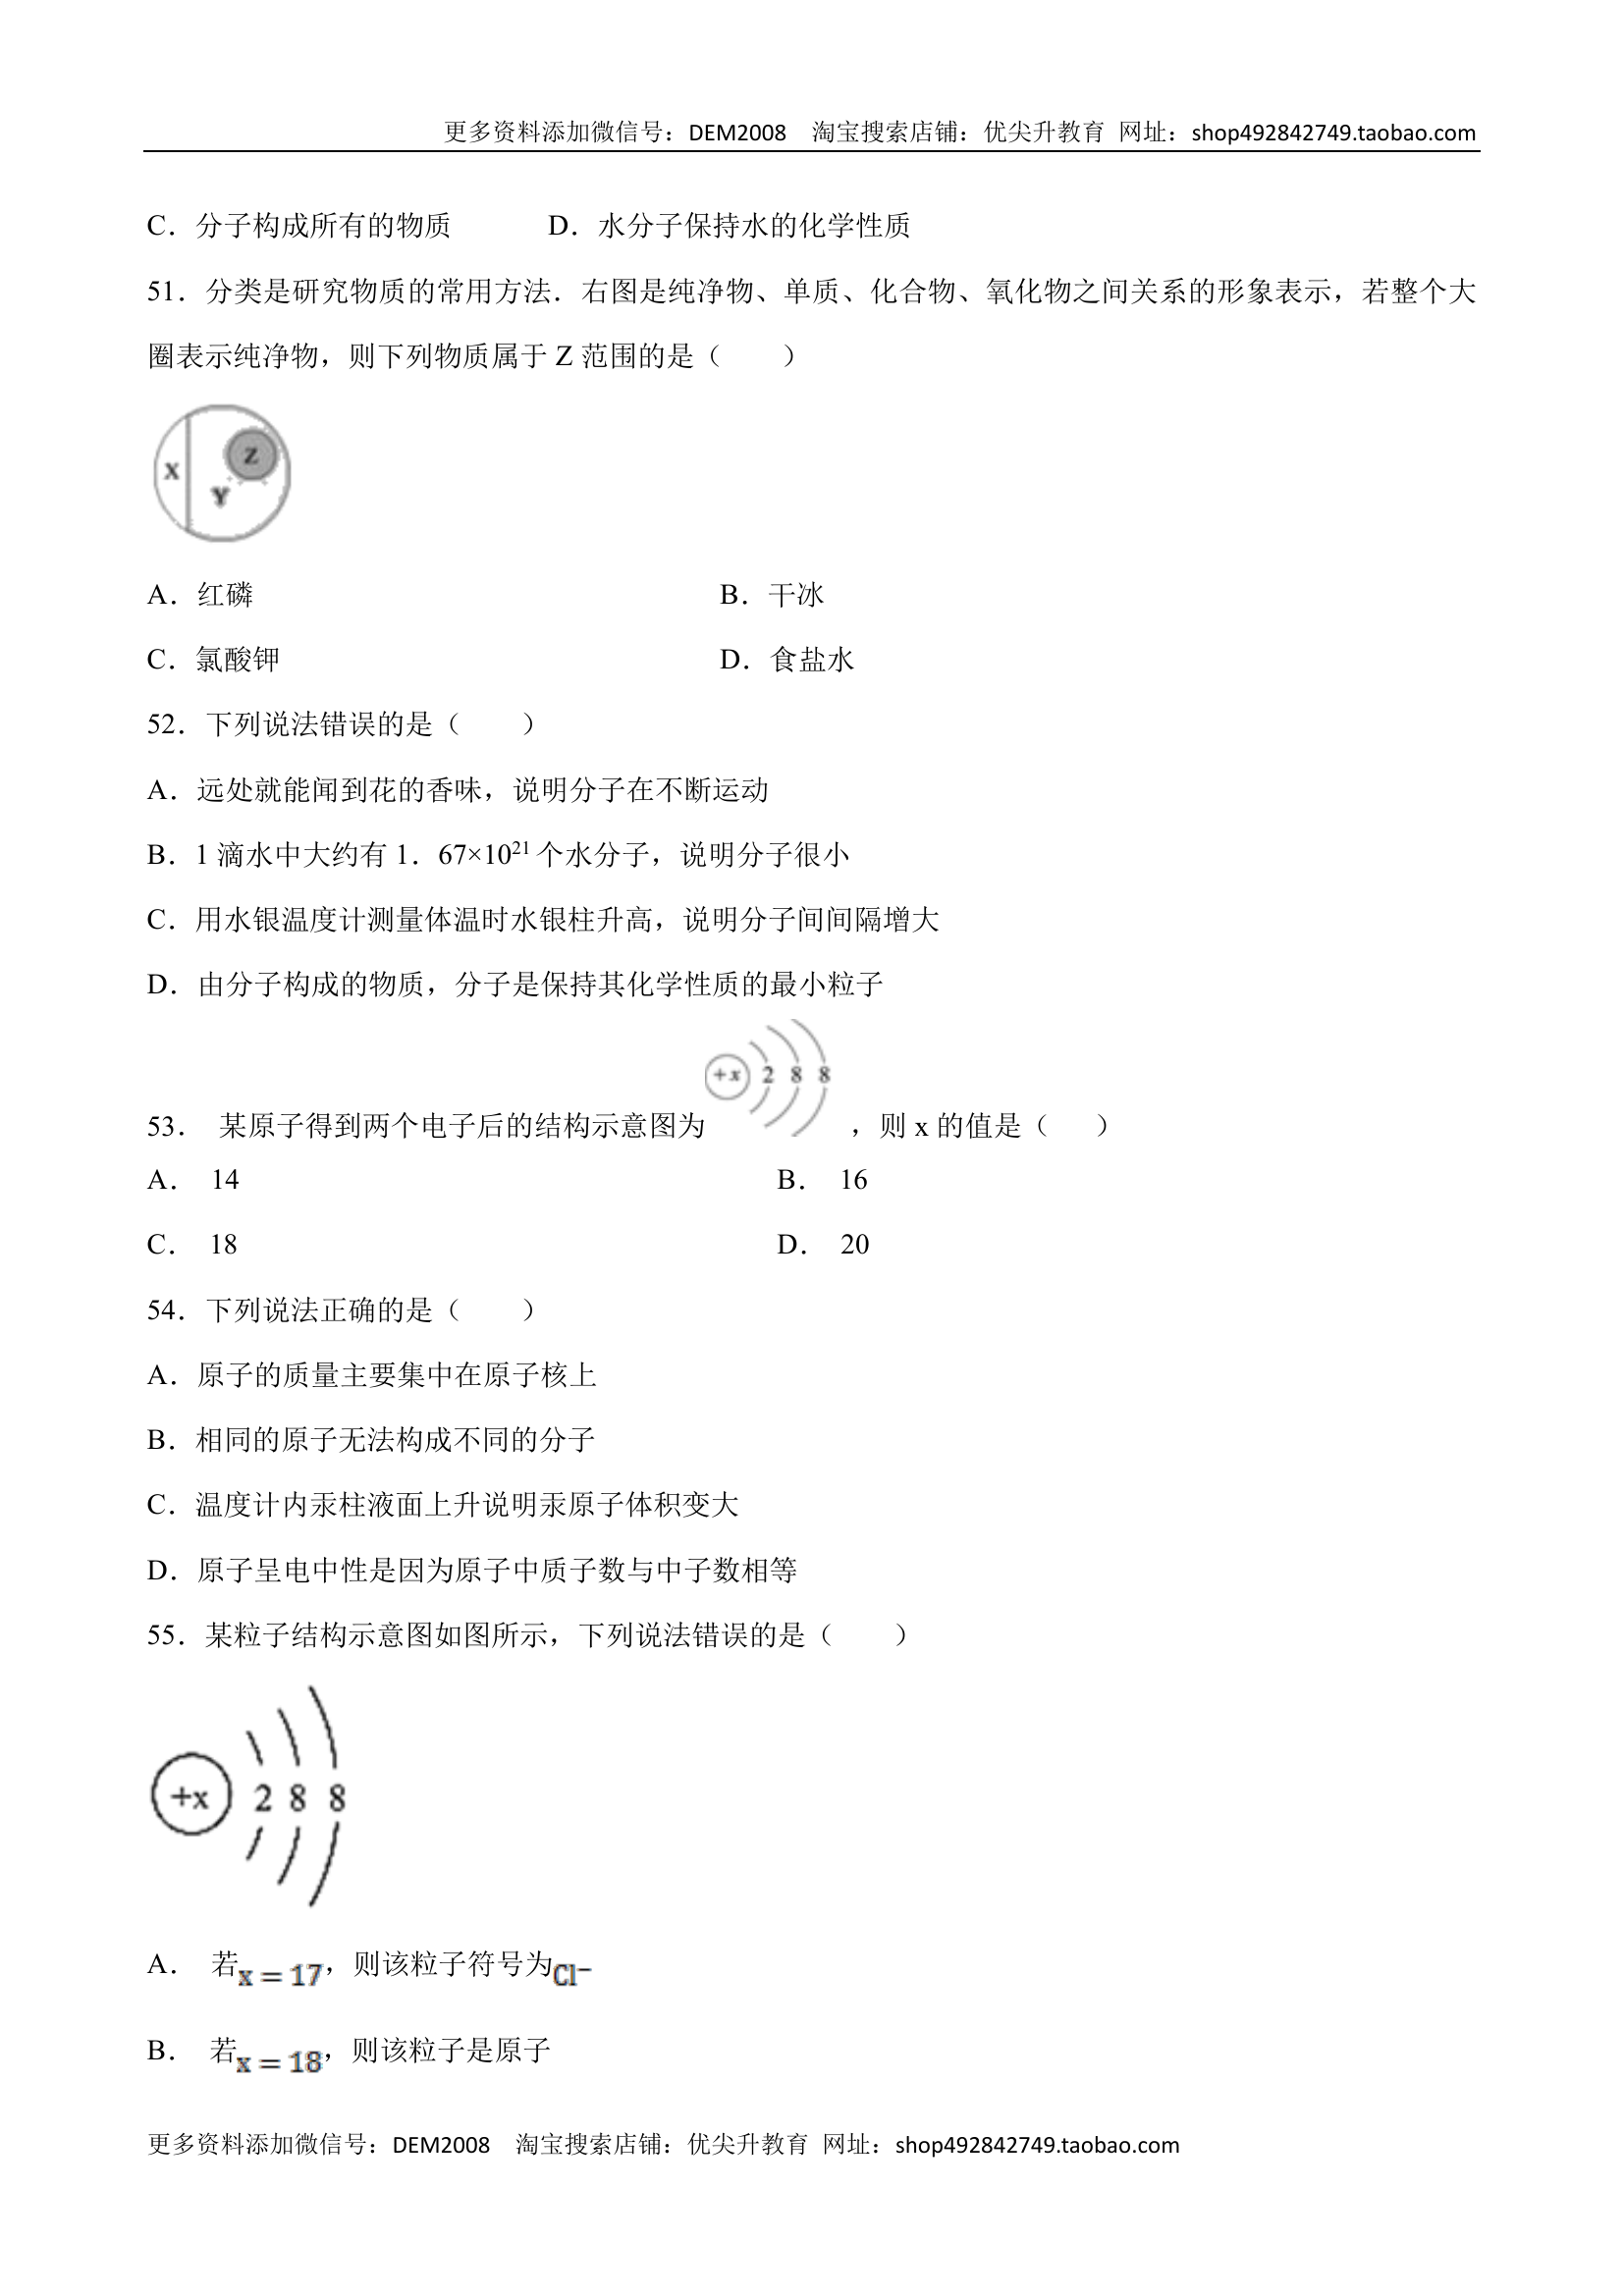 更多资料添加微信号：DEM2008 淘宝搜索店铺：优尖升教育 网址：shop492842749.taobao.com
C．分子构成所有的物质 D．水分子保持水的化学性质
51．分类是研究物质的常用方法．右图是纯净物、单质、化合物、氧化物之间关系的形象表示，若整个大
圈表示纯净物，则下列物质属于 Z 范围的是（ ）
X Y Z
A．红磷 B．干冰
C．氯酸钾 D．食盐水
52．下列说法错误的是（ ）
A．远处就能闻到花的香味，说明分子在不断运动
B．1 滴水中大约有 1．67×10²¹ 个水分子，说明分子很小
C．用水银温度计测量体温时水银柱升高，说明分子间间隔增大
D．由分子构成的物质，分子是保持其化学性质的最小粒子
53． 某原子得到两个电子后的结构示意图为 +x 2 8 8 ，则 x 的值是（ ）
A． 14 B． 16
C． 18 D． 20
54．下列说法正确的是（ ）
A．原子的质量主要集中在原子核上
B．相同的原子无法构成不同的分子
C．温度计内汞柱液面上升说明汞原子体积变大
D．原子呈电中性是因为原子中质子数与中子数相等
55．某粒子结构示意图如图所示，下列说法错误的是（ ）
+x 2 8 8
A． 若x = 17，则该粒子符号为Cl⁻
B． 若x = 18，则该粒子是原子
更多资料添加微信号：DEM2008 淘宝搜索店铺：优尖升教育 网址：shop492842749.taobao.com